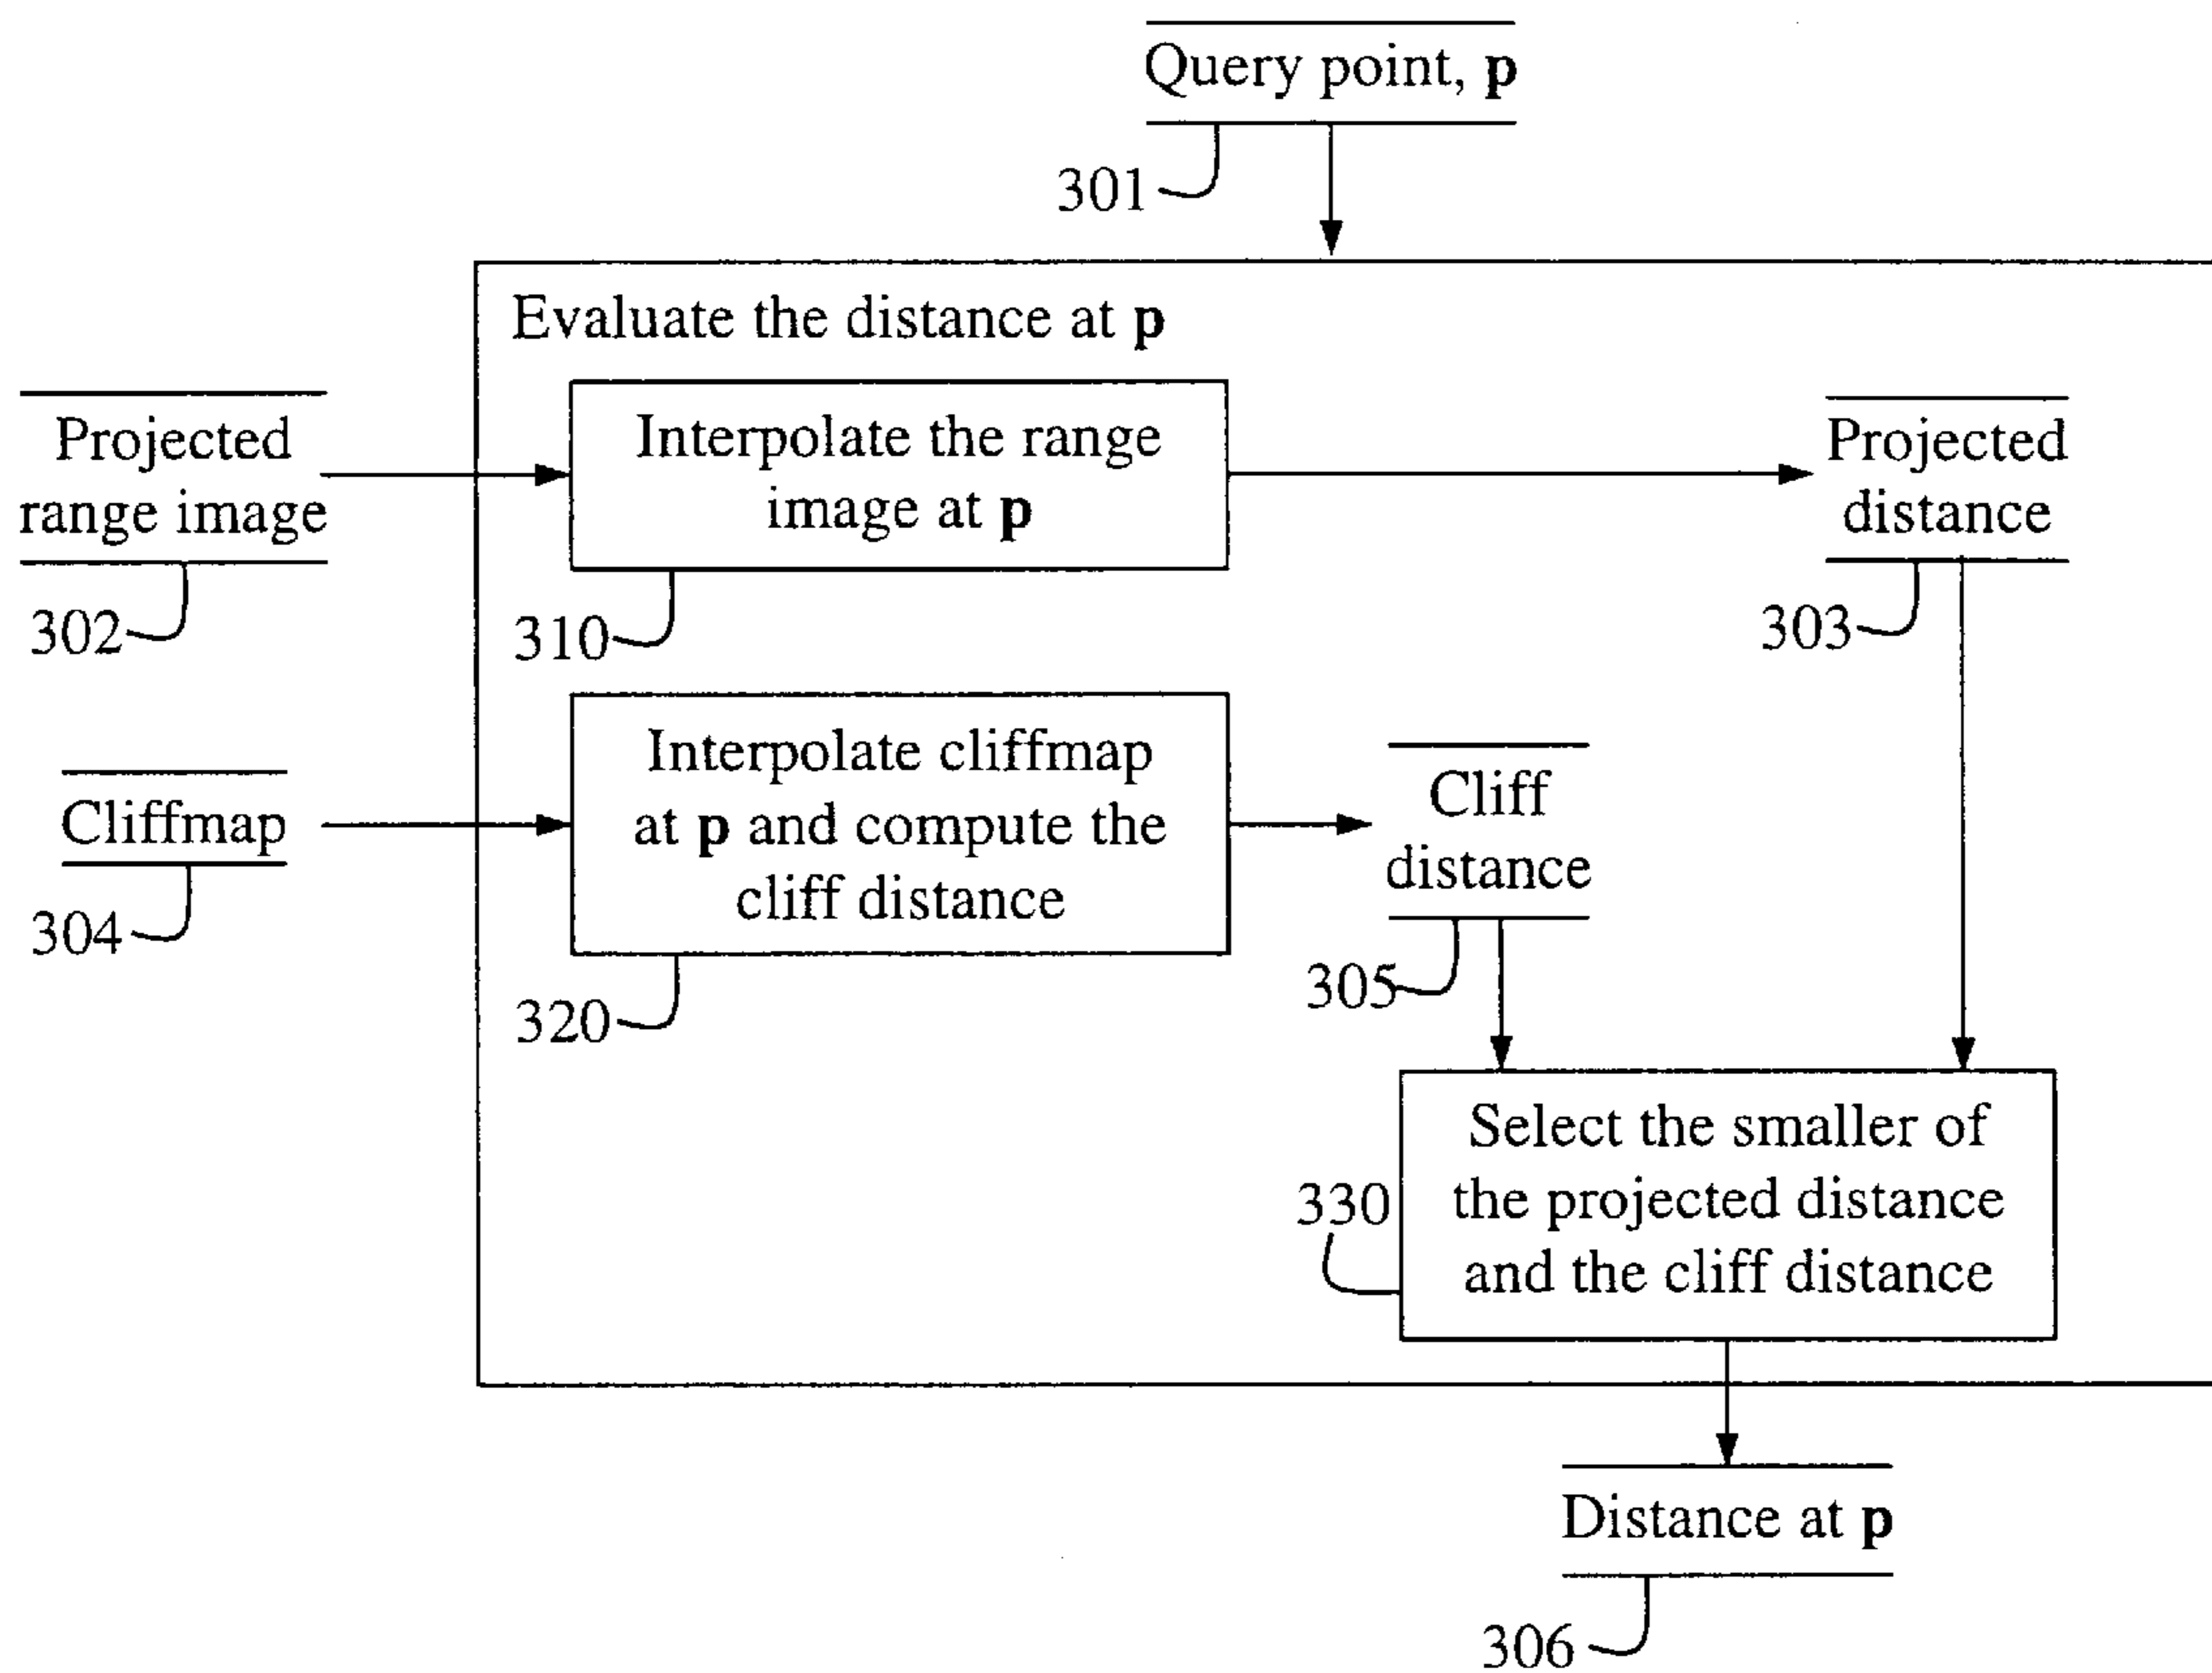 Query point, p
301
Evaluate the distance at p
Projected
range image
302
Interpolate the range
image at p
310
Projected
distance
303
Cliffmap
304
Interpolate cliffmap
at p and compute the
cliff distance
320
Cliff
distance
305
Select the smaller of
the projected distance
and the cliff distance
330
Distance at p
306